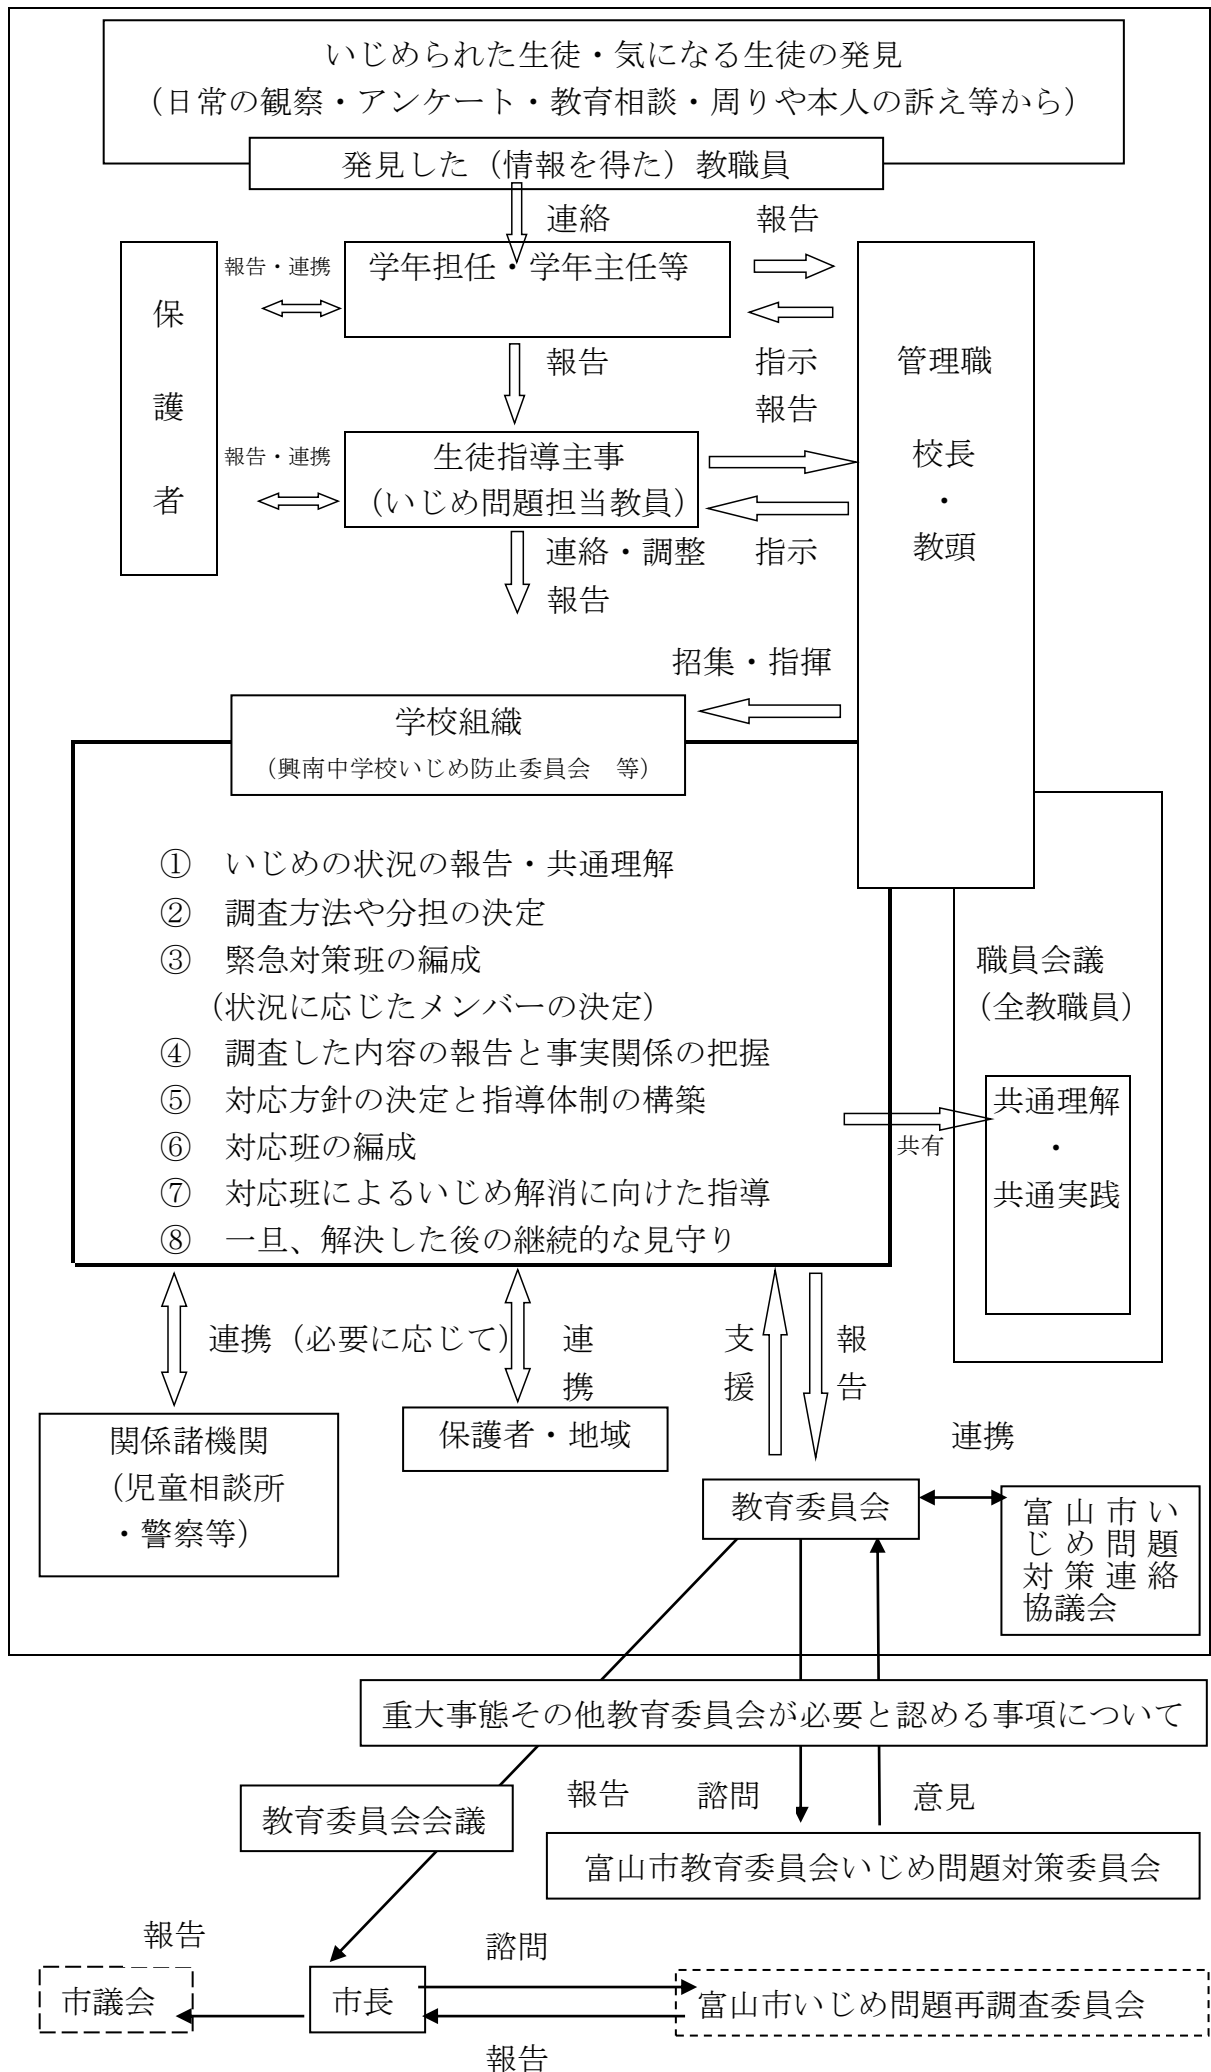 いじめられた生徒・気になる生徒の発見
（日常の観察・アンケート・教育相談・周りや本人の訴え等から）
発見した（情報を得た）教職員
連絡
報告
保護者
報告・連携
学年担任・学年主任等
指示
報告
報告
管理職
校長
・
教頭
報告・連携
生徒指導主事
（いじめ問題担当教員）
指示
連絡・調整
報告
招集・指揮
学校組織
（興南中学校いじめ防止委員会　等）
①　いじめの状況の報告・共通理解
②　調査方法や分担の決定
③　緊急対策班の編成
（状況に応じたメンバーの決定）
④　調査した内容の報告と事実関係の把握
⑤　対応方針の決定と指導体制の構築
⑥　対応班の編成
⑦　対応班によるいじめ解消に向けた指導
⑧　一旦、解決した後の継続的な見守り
職員会議
（全教職員）
共有
共通理解
・
共通実践
連携（必要に応じて）
連携
支援
報告
関係諸機関
（児童相談所
・警察等）
保護者・地域
連携
教育委員会
富山市い
じめ問題
対策連絡
協議会
重大事態その他教育委員会が必要と認める事項について
報告
諮問
意見
教育委員会会議
富山市教育委員会いじめ問題対策委員会
報告
諮問
市議会
市長
富山市いじめ問題再調査委員会
報告